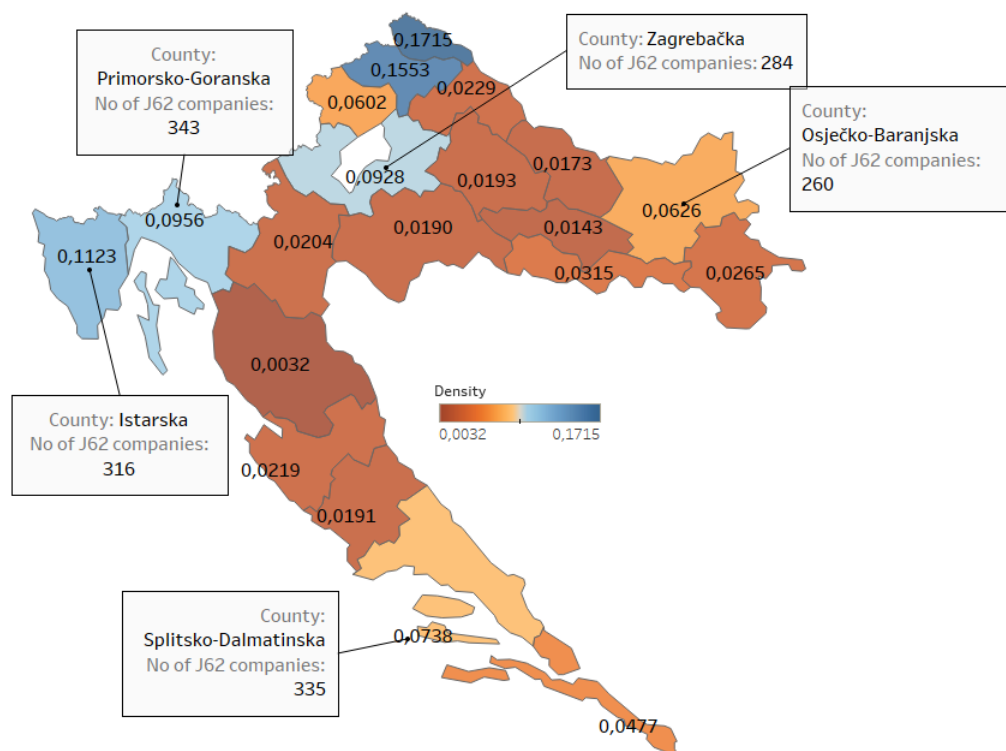 County:
Primorsko-Goranska
No of J62 companies:
343
County: Zagrebačka
No of J62 companies: 284
County:
Osječko-Baranjska
No of J62 companies:
260
0,1715
0,1553
0,0229
0,0602
0,0928
0,0193
0,0173
0,0626
0,0956
0,0204
0,0190
0,0143
0,1123
0,0315
0,0265
0,0032
County: Istarska
No of J62 companies:
316
Density
0,0032 0,1715
0,0219
0,0191
County:
Splitsko-Dalmatinska
No of J62 companies:
335
0,0738
0,0477